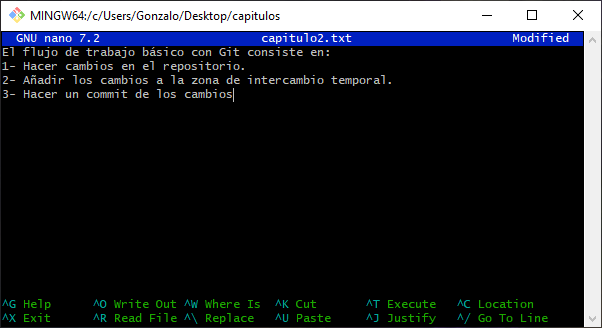 MINGW64:/c/Users/Gonzalo/Desktop/capitulos
GNU nano 7.2 capitulo2.txt Modified
El flujo de trabajo básico con Git consiste en:
1- Hacer cambios en el repositorio.
2- Añadir los cambios a la zona de intercambio temporal.
3- Hacer un commit de los cambios
^G Help ^O Write Out ^W Where Is ^K Cut ^T Execute ^C Location
^X Exit ^R Read File ^\ Replace ^U Paste ^J Justify ^/ Go To Line